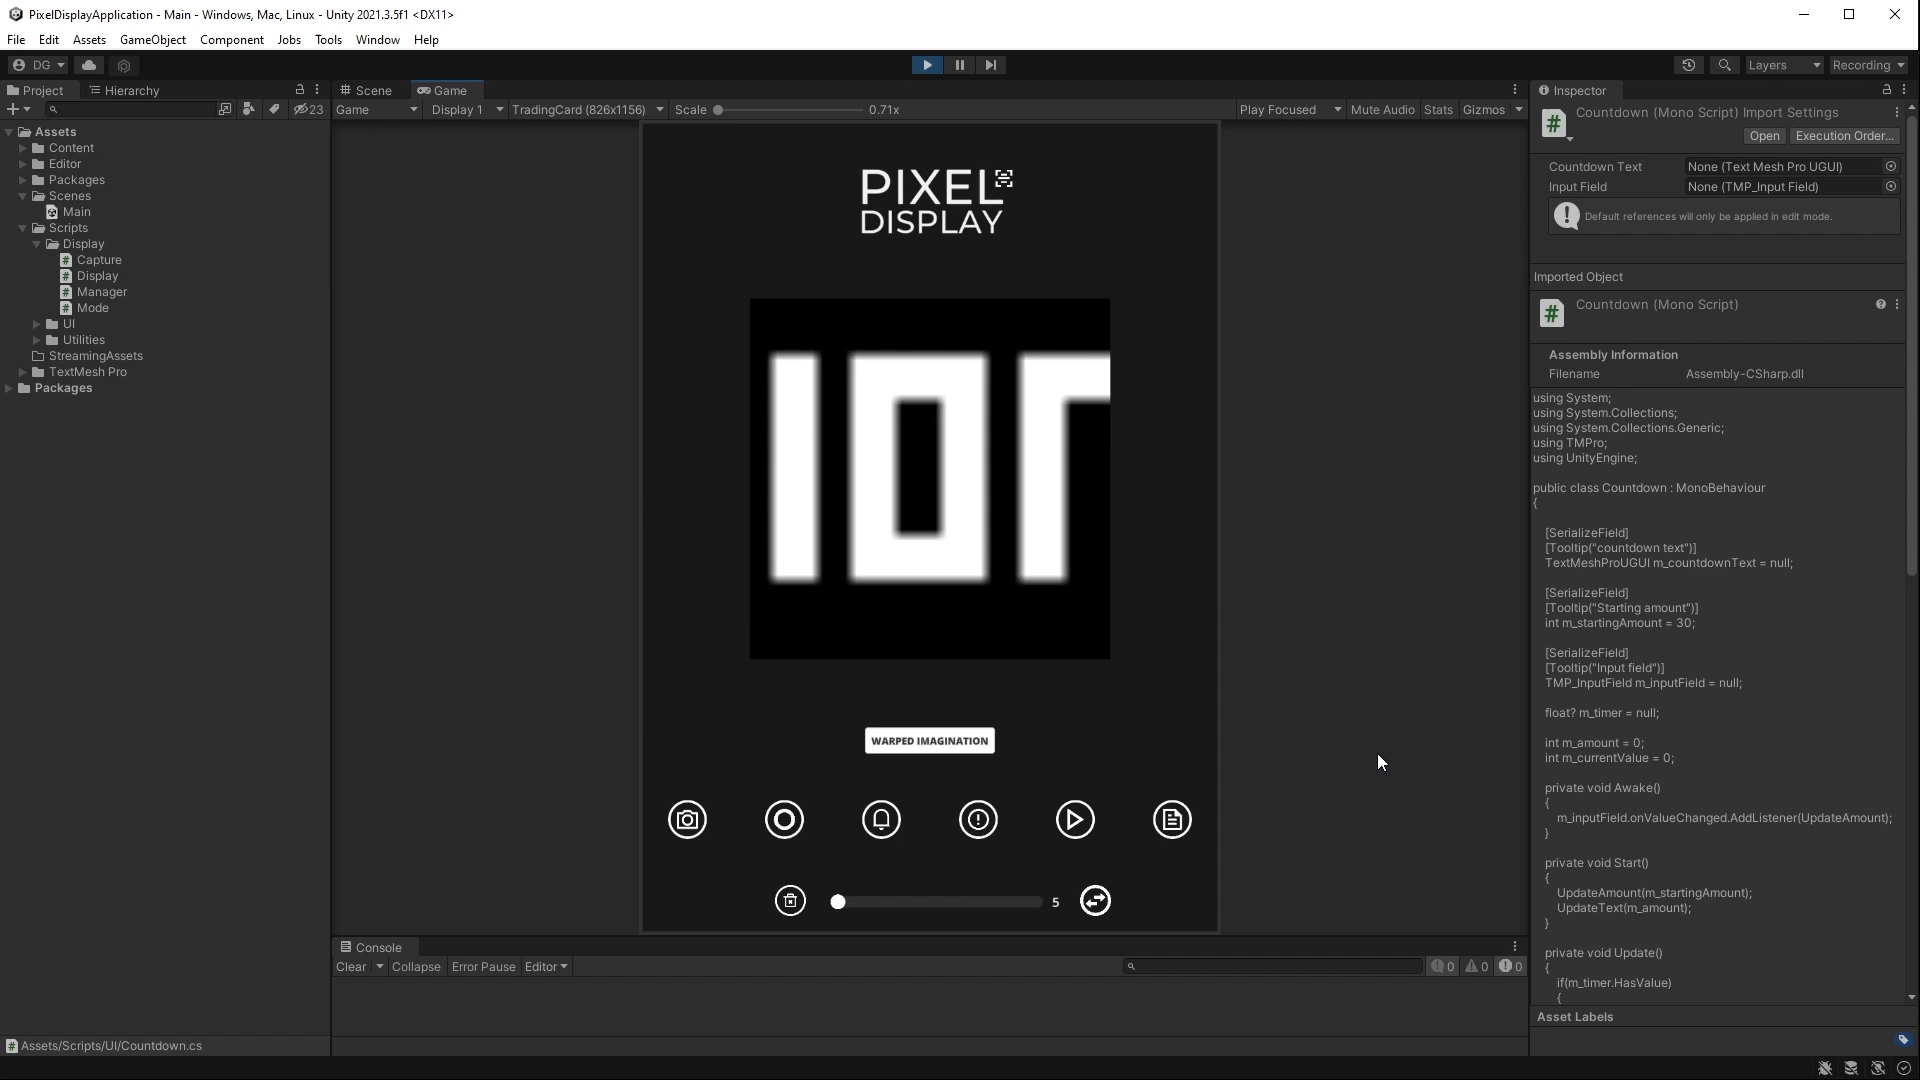 PixelDisplayApplication - Main - Windows, Mac, Linux - Unity 2021.3.5f1 <DX11>
File Edit Assets GameObject Component Jobs Tools Window Help
DG
Layers
Recording
Project
Hierarchy
23
Assets
Content
Editor
Packages
Scenes
Main
Scripts
Display
Capture
Display
Manager
Mode
UI
Utilities
StreamingAssets
TextMesh Pro
Packages
Assets/Scripts/UI/Countdown.cs
Scene
Game
Game
Display 1
TradingCard (826x1156)
Scale
0.71x
Play Focused
Mute Audio
Stats
Gizmos
PIXEL
DISPLAY
WARPED IMAGINATION
5
Console
Clear
Collapse
Error Pause
Editor
0
0
0
Inspector
Countdown (Mono Script) Import Settings
Open
Execution Order...
Countdown Text None (Text Mesh Pro UGUI)
Input Field None (TMP_Input Field)
Default references will only be applied in edit mode.
Imported Object
Countdown (Mono Script)
Assembly Information
Filename Assembly-CSharp.dll
using System;
using System.Collections;
using System.Collections.Generic;
using TMPro;
using UnityEngine;
public class Countdown : MonoBehaviour
{
[SerializeField]
[Tooltip("countdown text")]
TextMeshProUGUI m_countdownText = null;
[SerializeField]
[Tooltip("Starting amount")]
int m_startingAmount = 30;
[SerializeField]
[Tooltip("Input field")]
TMP_InputField m_inputField = null;
float? m_timer = null;
int m_amount = 0;
int m_currentValue = 0;
private void Awake()
{
m_inputField.onValueChanged.AddListener(UpdateAmount);
}
private void Start()
{
UpdateAmount(m_startingAmount);
UpdateText(m_amount);
}
private void Update()
{
if(m_timer.HasValue)
{
Asset Labels